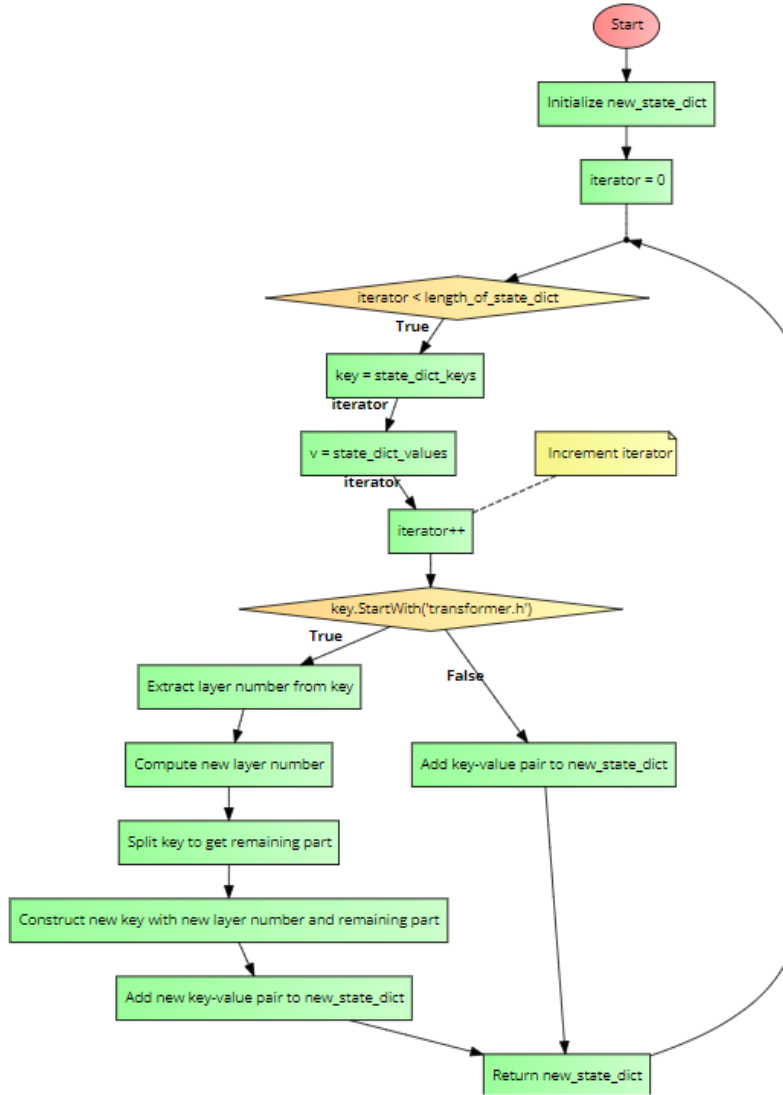 Start
Initialize new_state_dict
iterator = 0
iterator < length_of_state_dict
True
key = state_dict_keys
iterator
v = state_dict_values
Increment iterator
iterator
iterator++
key.StartWith('transformer.h')
True
Extract layer number from key
False
Compute new layer number
Add key-value pair to new_state_dict
Split key to get remaining part
Construct new key with new layer number and remaining part
Add new key-value pair to new_state_dict
Return new_state_dict